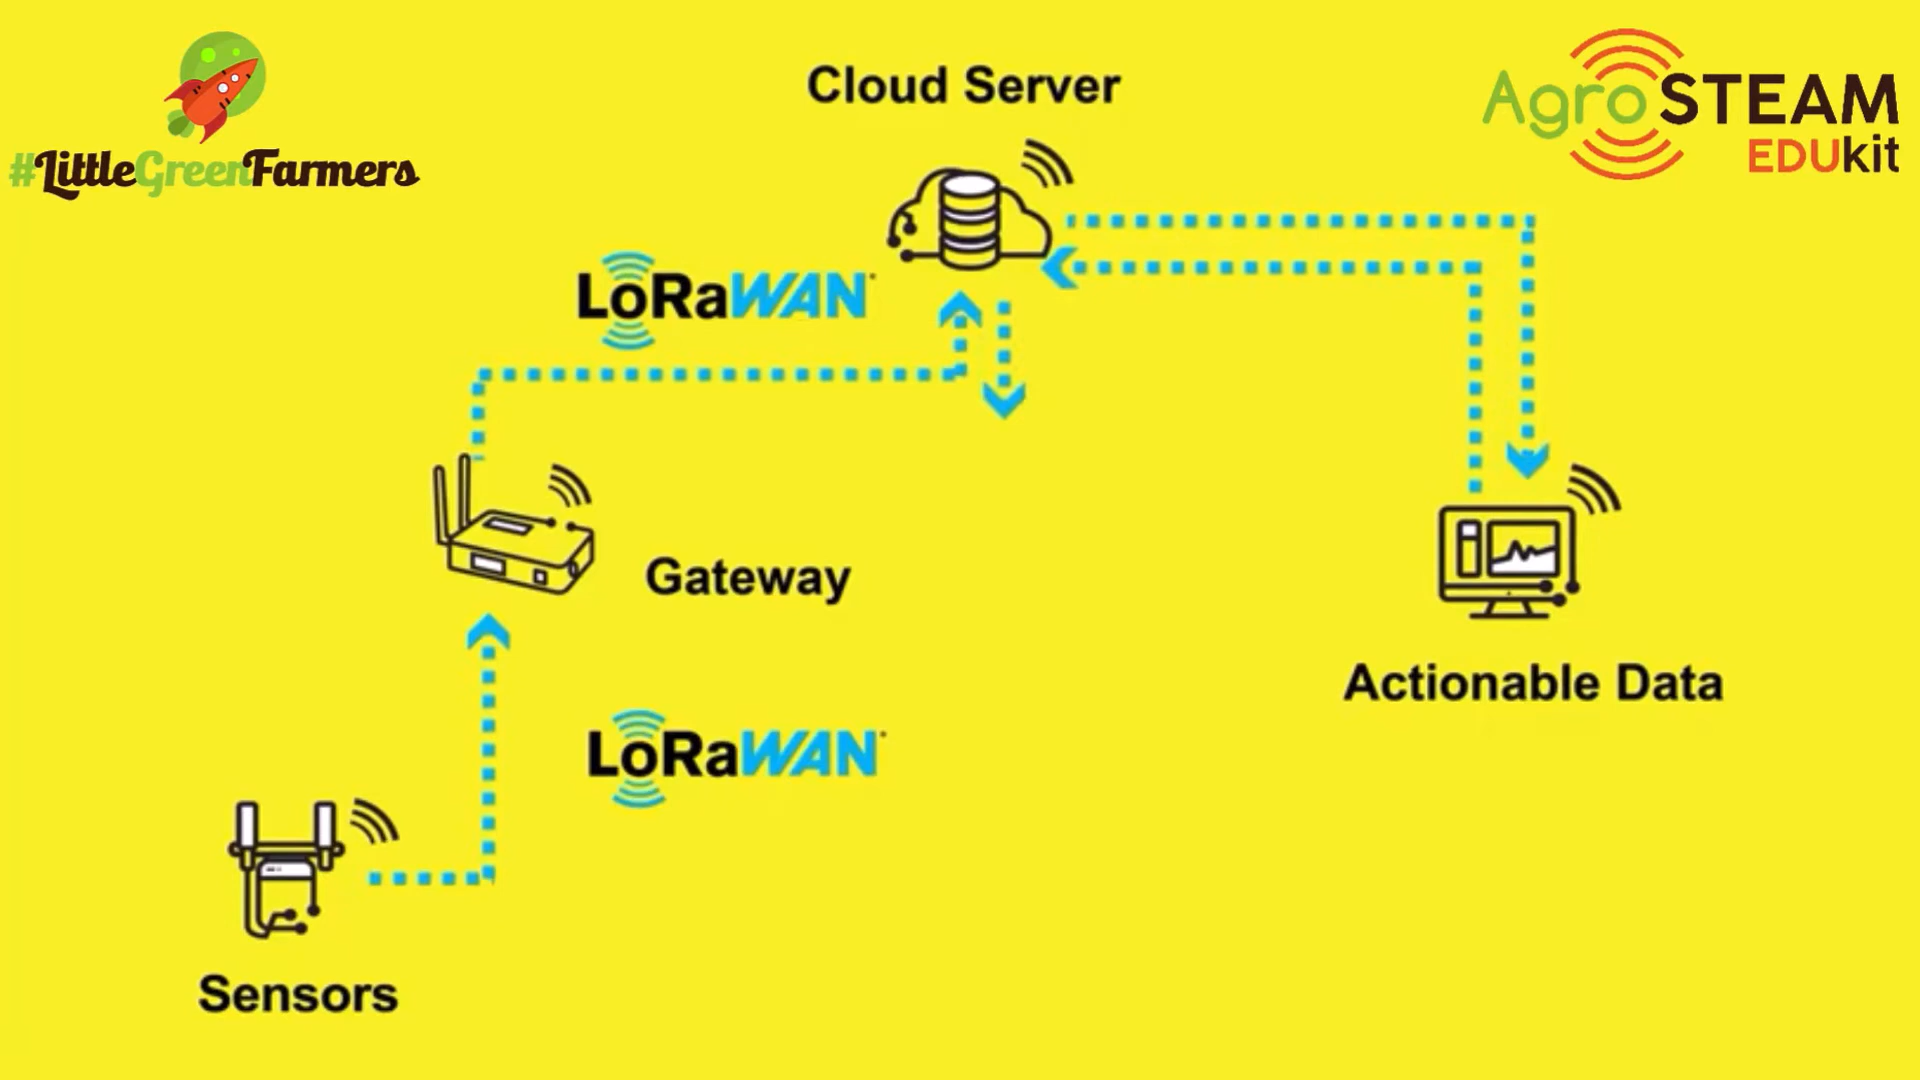 #LittleGreenFarmers
Cloud Server
AgroSTEAM
EDUkit
LoRaWAN
Gateway
Actionable Data
LoRaWAN
Sensors